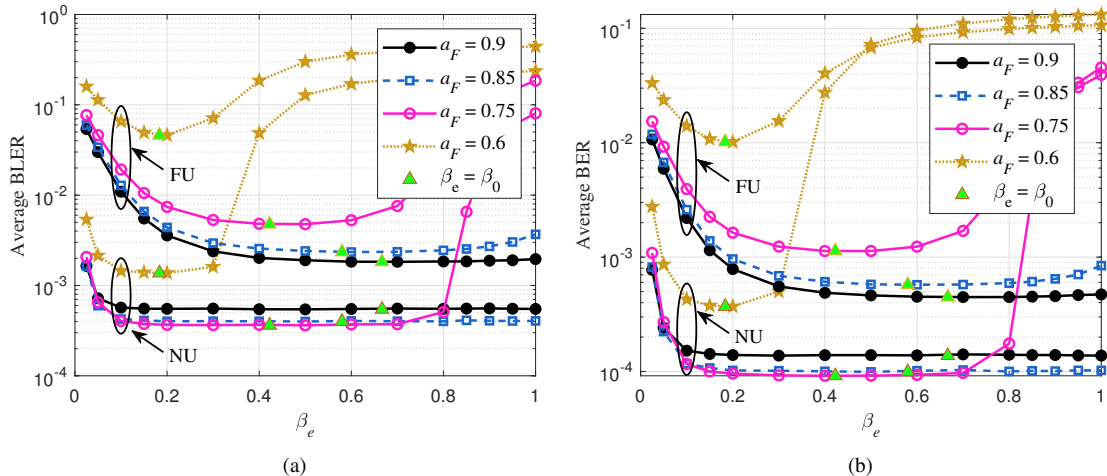 10^0
10^-1
10^-2
10^-3
10^-4
Average BLER
0 0.2 0.4 0.6 0.8 1
β_e
a_F = 0.9
a_F = 0.85
a_F = 0.75
a_F = 0.6
β_e = β_0
FU
NU
(a)
10^-1
10^-2
10^-3
10^-4
Average BER
0 0.2 0.4 0.6 0.8 1
β_e
a_F = 0.9
a_F = 0.85
a_F = 0.75
a_F = 0.6
β_e = β_0
FU
NU
(b)